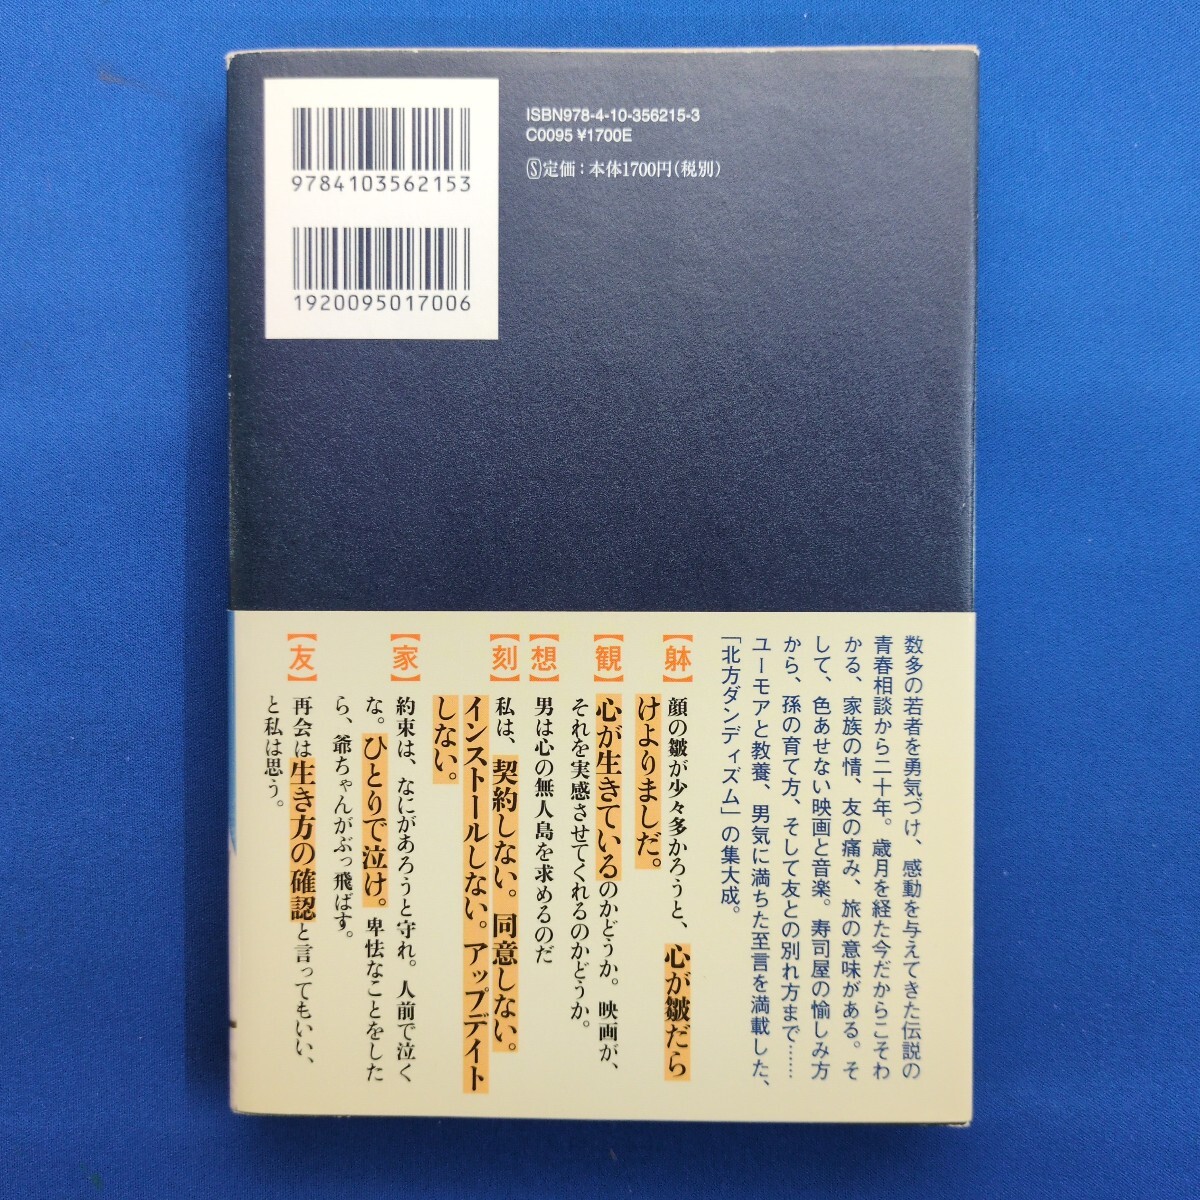 9784103562153
1920095017006
ISBN978-4-10-356215-3
C0095 ¥1700E
Ⓢ定価：本体1700円（税別）
数多の若者を勇気づけ、感動を与えてきた伝説の
青春相談から二十年。歳月を経た今だからこそわ
かる、家族の情、友の痛み、旅の意味がある。そ
して、色あせない映画と音楽。寿司屋の愉しみ方
から、孫の育て方、そして友との別れ方まで……
ユーモアと教養、男気に満ちた至言を満載した、
「北方ダンディズム」の集大成。
【躰】顔の皺が少々多かろうと、心が皺だら
けよりましだ。
【観】心が生きているのかどうか。映画が、
それを実感させてくれるのかどうか。
【想】男は心の無人島を求めるのだ
【刻】私は、契約しない。同意しない。
インストールしない。アップデイト
しない。
【家】約束は、なにがあろうと守れ。人前で泣く
な。ひとりで泣け。卑怯なことをした
ら、爺ちゃんがぶっ飛ばす。
【友】再会は生き方の確認と言ってもいい、
と私は思う。